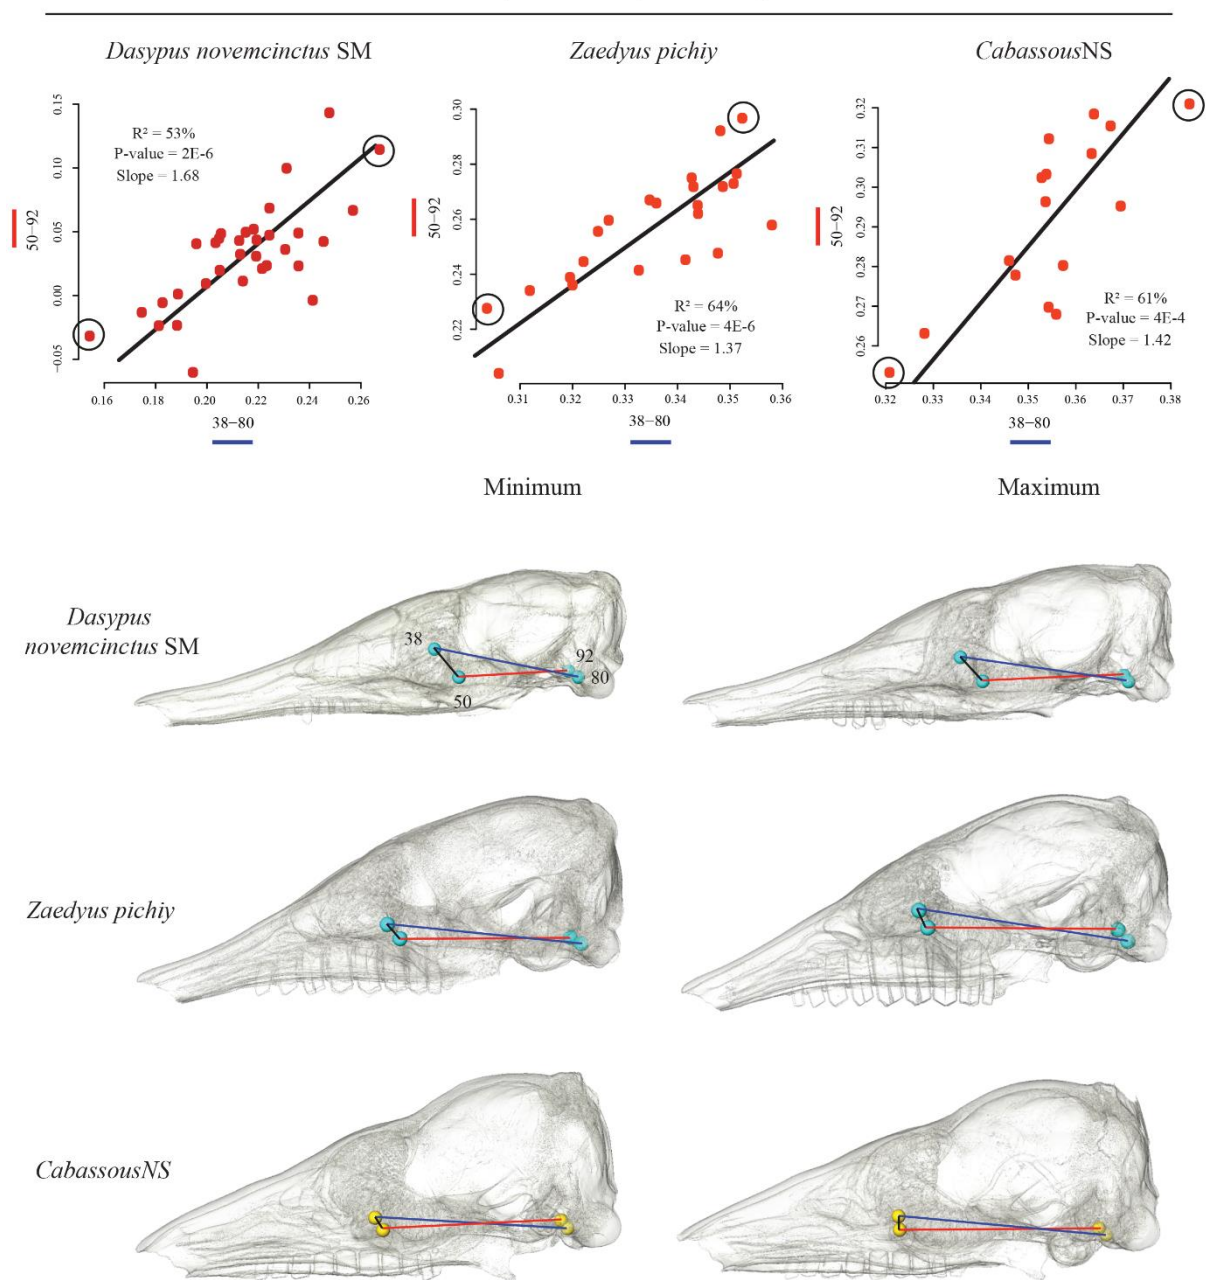 Dasypus novemcinctus SM
Zaedyus pichiy
CabassousNS
0.15
0.10
0.05
0.00
−0.05
50−92
R² = 53%
P-value = 2E-6
Slope = 1.68
0.16
0.18
0.20
0.22
0.24
0.26
38−80
0.30
0.28
0.26
0.24
0.22
50−92
R² = 64%
P-value = 4E-6
Slope = 1.37
0.31
0.32
0.33
0.34
0.35
0.36
38−80
0.32
0.31
0.30
0.29
0.28
0.27
0.26
50−92
R² = 61%
P-value = 4E-4
Slope = 1.42
0.32
0.33
0.34
0.35
0.36
0.37
0.38
38−80
Minimum
Maximum
Dasypus
novemcinctus SM
38
92
80
50
Zaedyus pichiy
CabassousNS